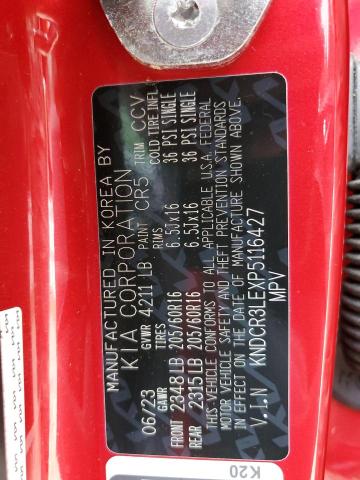 MANUFACTURED IN KOREA BY
KIA CORPORATION
06/23 GVWR 4211 LB PAINT CR5 TRIM CCV
GAWR TIRES RIMS COLD TIRE INFL
FRONT 2348 LB 205/60R16 6.5JX16 36 PSI SINGLE
REAR 2315 LB 205/60R16 6.5JX16 36 PSI SINGLE
THIS VEHICLE CONFORMS TO ALL APPLICABLE U.S.A. FEDERAL
MOTOR VEHICLE SAFETY AND THEFT PREVENTION STANDARDS
IN EFFECT ON THE DATE OF MANUFACTURE SHOWN ABOVE.
V.I.N KNDCR3LEXP5116427
MPV
K20